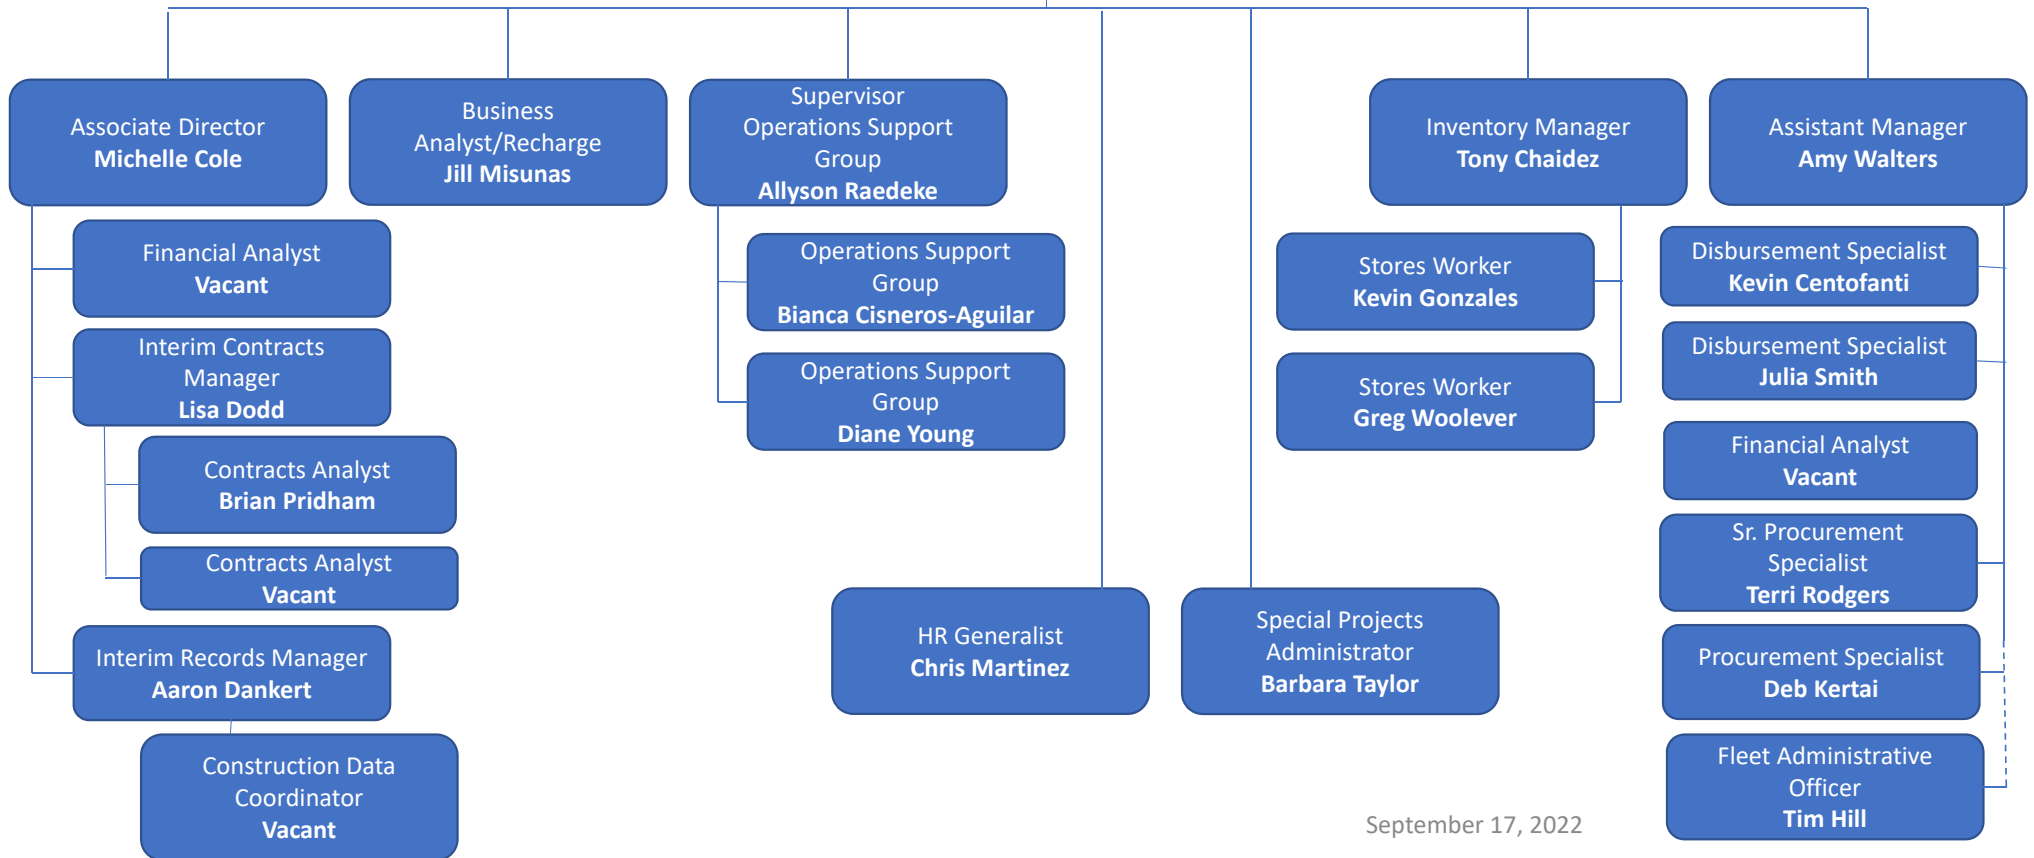 Associate Director
Michelle Cole
Financial Analyst
Vacant
Interim Contracts
Manager
Lisa Dodd
Contracts Analyst
Brian Pridham
Contracts Analyst
Vacant
Interim Records Manager
Aaron Dankert
Construction Data
Coordinator
Vacant
Business
Analyst/Recharge
Jill Misunas
Supervisor
Operations Support
Group
Allyson Raedeke
Operations Support
Group
Bianca Cisneros-Aguilar
Operations Support
Group
Diane Young
HR Generalist
Chris Martinez
Special Projects
Administrator
Barbara Taylor
Inventory Manager
Tony Chaidez
Stores Worker
Kevin Gonzales
Stores Worker
Greg Woolever
Assistant Manager
Amy Walters
Disbursement Specialist
Kevin Centofanti
Disbursement Specialist
Julia Smith
Financial Analyst
Vacant
Sr. Procurement
Specialist
Terri Rodgers
Procurement Specialist
Deb Kertai
Fleet Administrative
Officer
Tim Hill
September 17, 2022